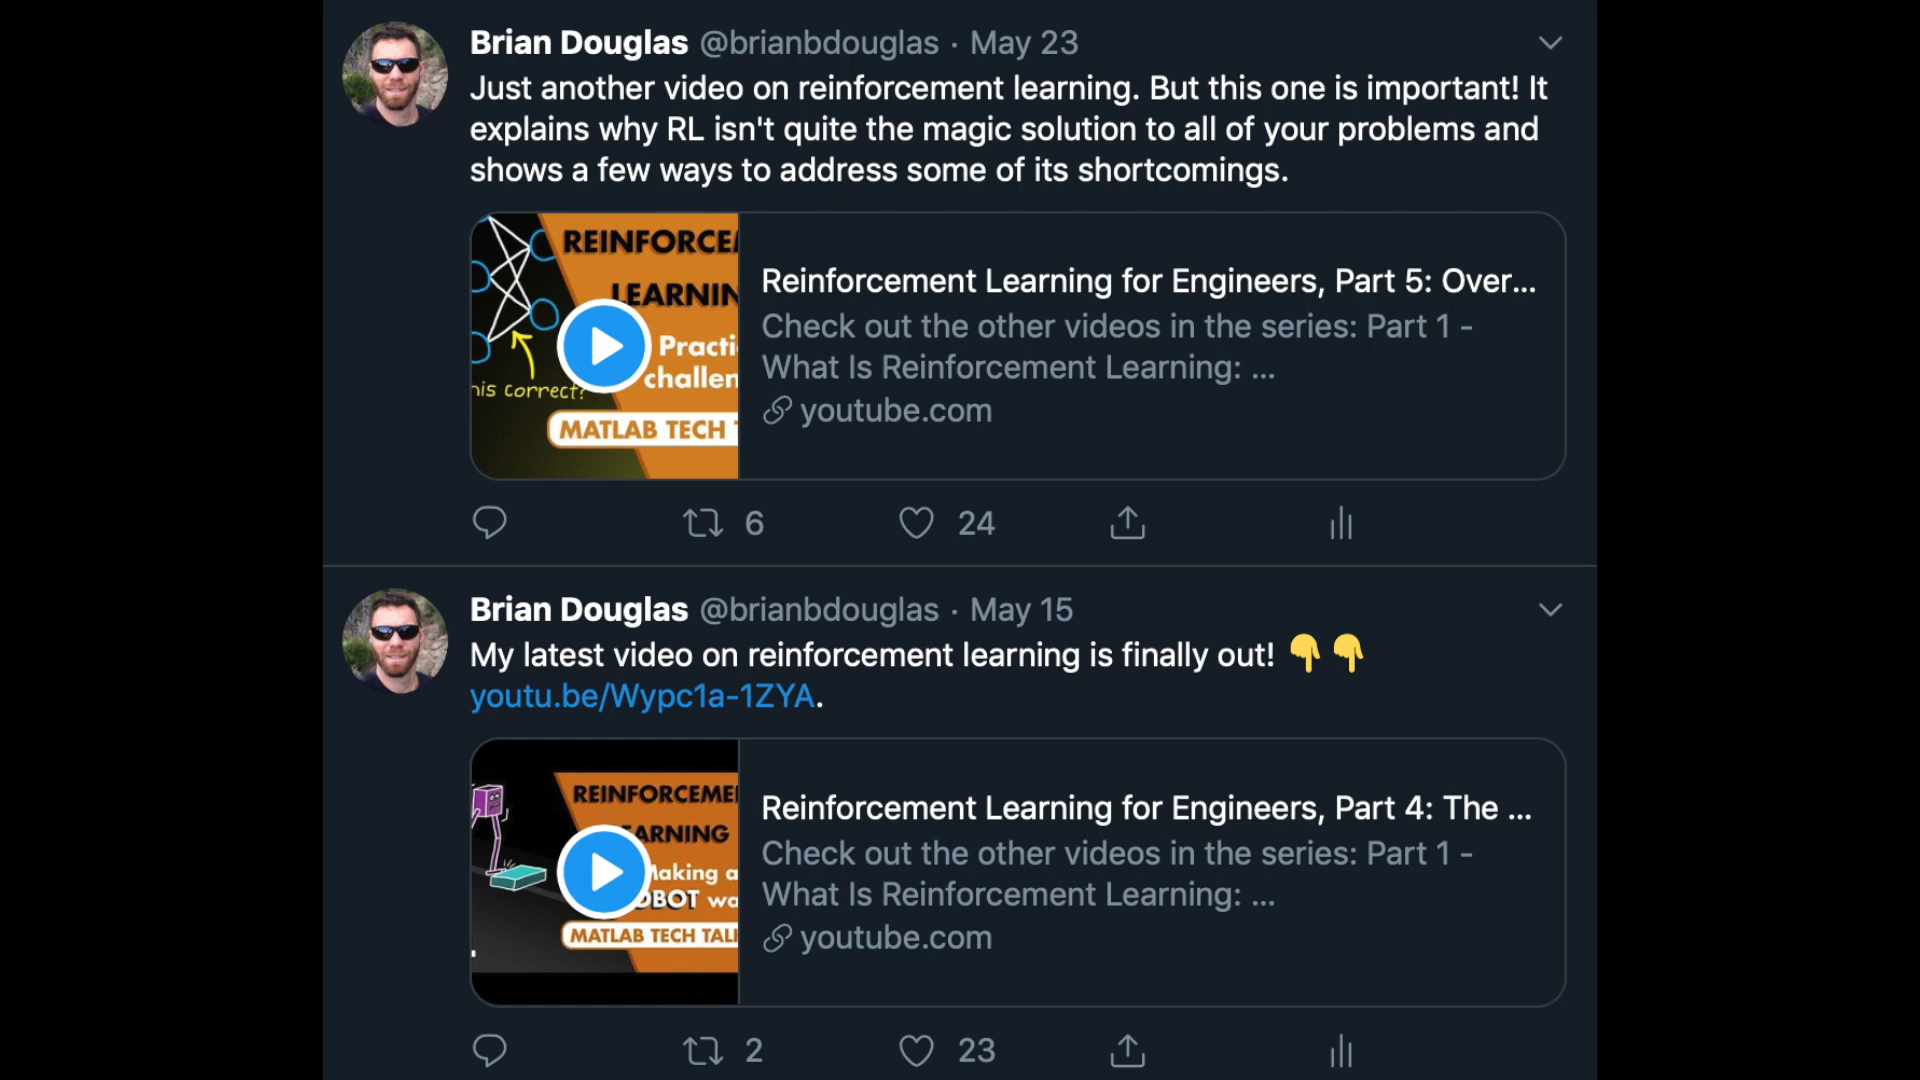 Brian Douglas @brianbdouglas · May 23
Just another video on reinforcement learning. But this one is important! It
explains why RL isn't quite the magic solution to all of your problems and
shows a few ways to address some of its shortcomings.
REINFORCEM
LEARNIN
Practi
challen
his correct?
MATLAB TECH T
Reinforcement Learning for Engineers, Part 5: Over...
Check out the other videos in the series: Part 1 -
What Is Reinforcement Learning: ...
youtube.com
6 24
Brian Douglas @brianbdouglas · May 15
My latest video on reinforcement learning is finally out! 👇👇
youtu.be/Wypc1a-1ZYA.
REINFORCEME
ARNING
Making a
OBOT wa
MATLAB TECH TAL
Reinforcement Learning for Engineers, Part 4: The ...
Check out the other videos in the series: Part 1 -
What Is Reinforcement Learning: ...
youtube.com
2 23